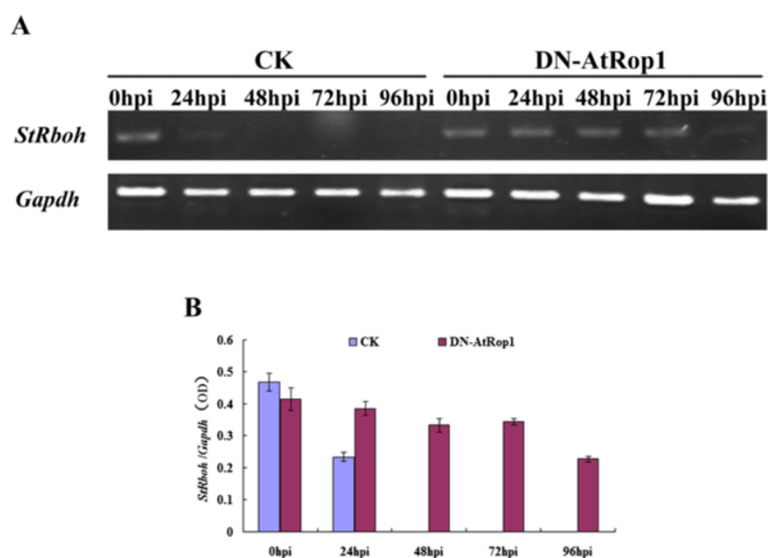 A
CK DN-AtRop1
0hpi 24hpi 48hpi 72hpi 96hpi 0hpi 24hpi 48hpi 72hpi 96hpi
StRboh
Gapdh
B
CK DN-AtRop1
StRboh/Gapdh (OD)
0.6
0.5
0.4
0.3
0.2
0.1
0
0hpi 24hpi 48hpi 72hpi 96hpi